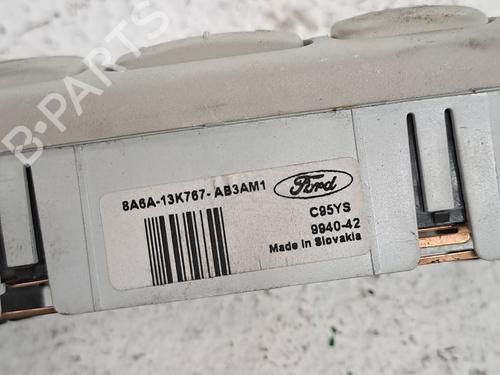 B-PARTS
8A6A-13K767- AB3AM1
Ford
C95YS
9940-42
Made in Slovakia